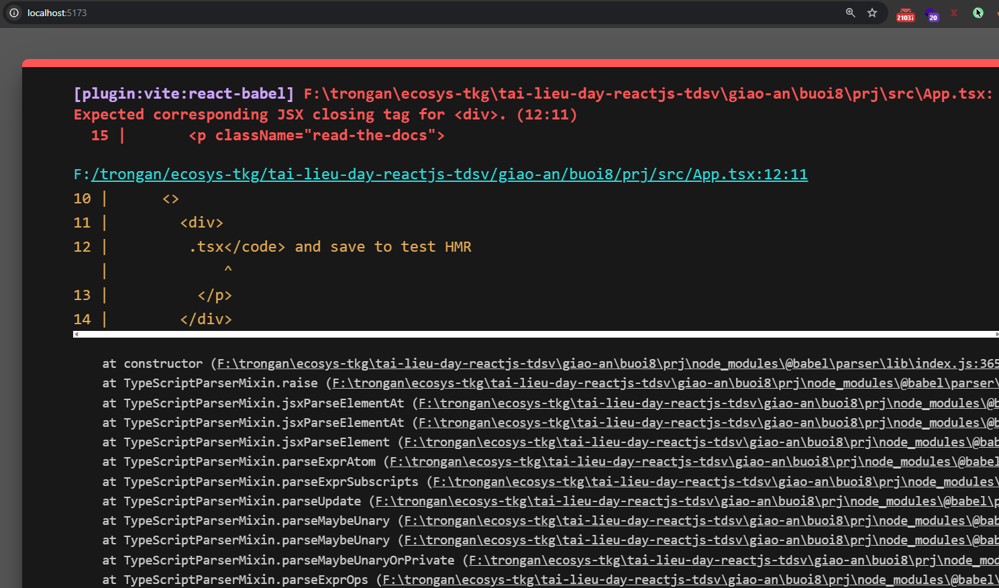 localhost:5173
21037
20
X
[plugin:vite:react-babel] F:\trongan\ecosys-tkg\tai-lieu-day-reactjs-tdsv\giao-an\buoi8\prj\src\App.tsx:
Expected corresponding JSX closing tag for <div>. (12:11)
15 |       <p className="read-the-docs">
F:/trongan/ecosys-tkg/tai-lieu-day-reactjs-tdsv/giao-an/buoi8/prj/src/App.tsx:12:11
10 |      <>
11 |        <div>
12 |         .tsx</code> and save to test HMR
   |             ^
13 |          </p>
14 |        </div>
at constructor (F:\trongan\ecosys-tkg\tai-lieu-day-reactjs-tdsv\giao-an\buoi8\prj\node_modules\@babel\parser\lib\index.js:365
at TypeScriptParserMixin.raise (F:\trongan\ecosys-tkg\tai-lieu-day-reactjs-tdsv\giao-an\buoi8\prj\node_modules\@babel\parser\
at TypeScriptParserMixin.jsxParseElementAt (F:\trongan\ecosys-tkg\tai-lieu-day-reactjs-tdsv\giao-an\buoi8\prj\node_modules\@b
at TypeScriptParserMixin.jsxParseElementAt (F:\trongan\ecosys-tkg\tai-lieu-day-reactjs-tdsv\giao-an\buoi8\prj\node_modules\@b
at TypeScriptParserMixin.jsxParseElement (F:\trongan\ecosys-tkg\tai-lieu-day-reactjs-tdsv\giao-an\buoi8\prj\node_modules\@bab
at TypeScriptParserMixin.parseExprAtom (F:\trongan\ecosys-tkg\tai-lieu-day-reactjs-tdsv\giao-an\buoi8\prj\node_modules\@babel
at TypeScriptParserMixin.parseExprSubscripts (F:\trongan\ecosys-tkg\tai-lieu-day-reactjs-tdsv\giao-an\buoi8\prj\node_modules\
at TypeScriptParserMixin.parseUpdate (F:\trongan\ecosys-tkg\tai-lieu-day-reactjs-tdsv\giao-an\buoi8\prj\node_modules\@babel\p
at TypeScriptParserMixin.parseMaybeUnary (F:\trongan\ecosys-tkg\tai-lieu-day-reactjs-tdsv\giao-an\buoi8\prj\node_modules\@bab
at TypeScriptParserMixin.parseMaybeUnary (F:\trongan\ecosys-tkg\tai-lieu-day-reactjs-tdsv\giao-an\buoi8\prj\node_modules\@bab
at TypeScriptParserMixin.parseMaybeUnaryOrPrivate (F:\trongan\ecosys-tkg\tai-lieu-day-reactjs-tdsv\giao-an\buoi8\prj\node_mod
at TypeScriptParserMixin.parseExprOps (F:\trongan\ecosys-tkg\tai-lieu-day-reactjs-tdsv\giao-an\buoi8\prj\node_modules\@babel\